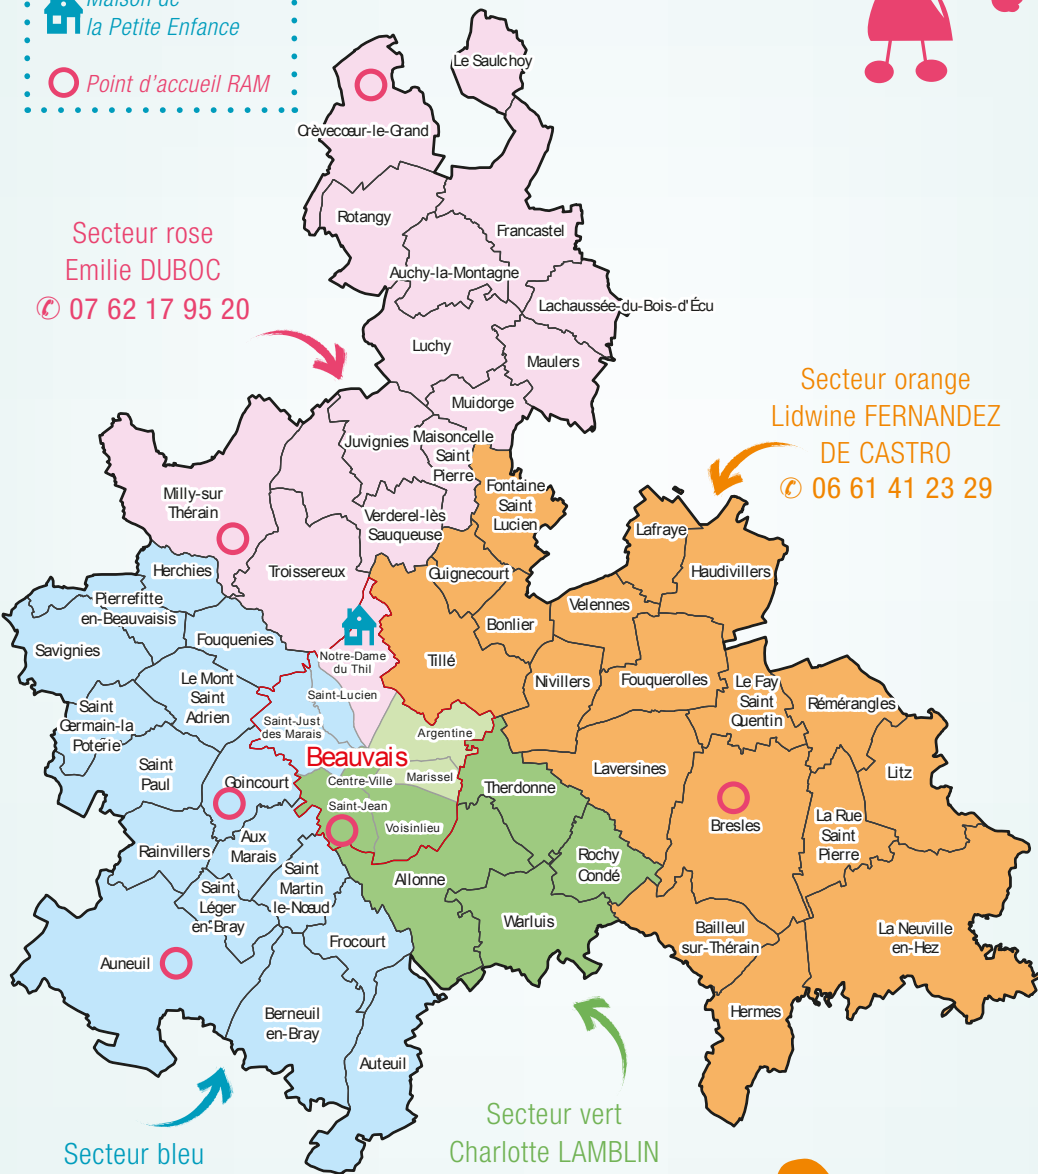 Maison de
la Petite Enfance
Point d'accueil RAM
Le Saulchoy
Crèvecœur-le-Grand
Rotangy
Francastel
Secteur rose
Emilie DUBOC
✆ 07 62 17 95 20
Auchy-la-Montagne
Lachaussée-du-Bois-d'Écu
Luchy
Maulers
Secteur orange
Lidwine FERNANDEZ
DE CASTRO
✆ 06 61 41 23 29
Muidorge
Juvignies
Maisoncelle
Saint
Pierre
Milly-sur
Thérain
Verderel-lès
Sauqueuse
Fontaine
Saint
Lucien
Lafraye
Haudivillers
Herchies
Troissereux
Guignecourt
Velennes
Pierrefitte
en-Beauvaisis
Fouquenies
Bonlier
Savignies
Notre-Dame
du Thil
Tillé
Nivillers
Fouquerolles
Le Fay
Saint
Quentin
Rémérangles
Le Mont
Saint
Adrien
Saint-Lucien
Saint
Germain-la
Poterie
Saint-Just
des Marais
Argentine
Beauvais
Saint
Paul
Goincourt
Centre-Ville
Marissel
Therdonne
Laversines
Litz
Saint-Jean
Voisinlieu
Bresles
La Rue
Saint
Pierre
Rainvillers
Aux
Marais
Saint
Martin
le-Nœud
Allonne
Rochy
Condé
Saint
Léger
en-Bray
Warluis
Frocourt
Bailleul
sur-Thérain
La Neuville
en-Hez
Auneuil
Berneuil
en-Bray
Hermes
Auteuil
Secteur vert
Charlotte LAMBLIN
Secteur bleu